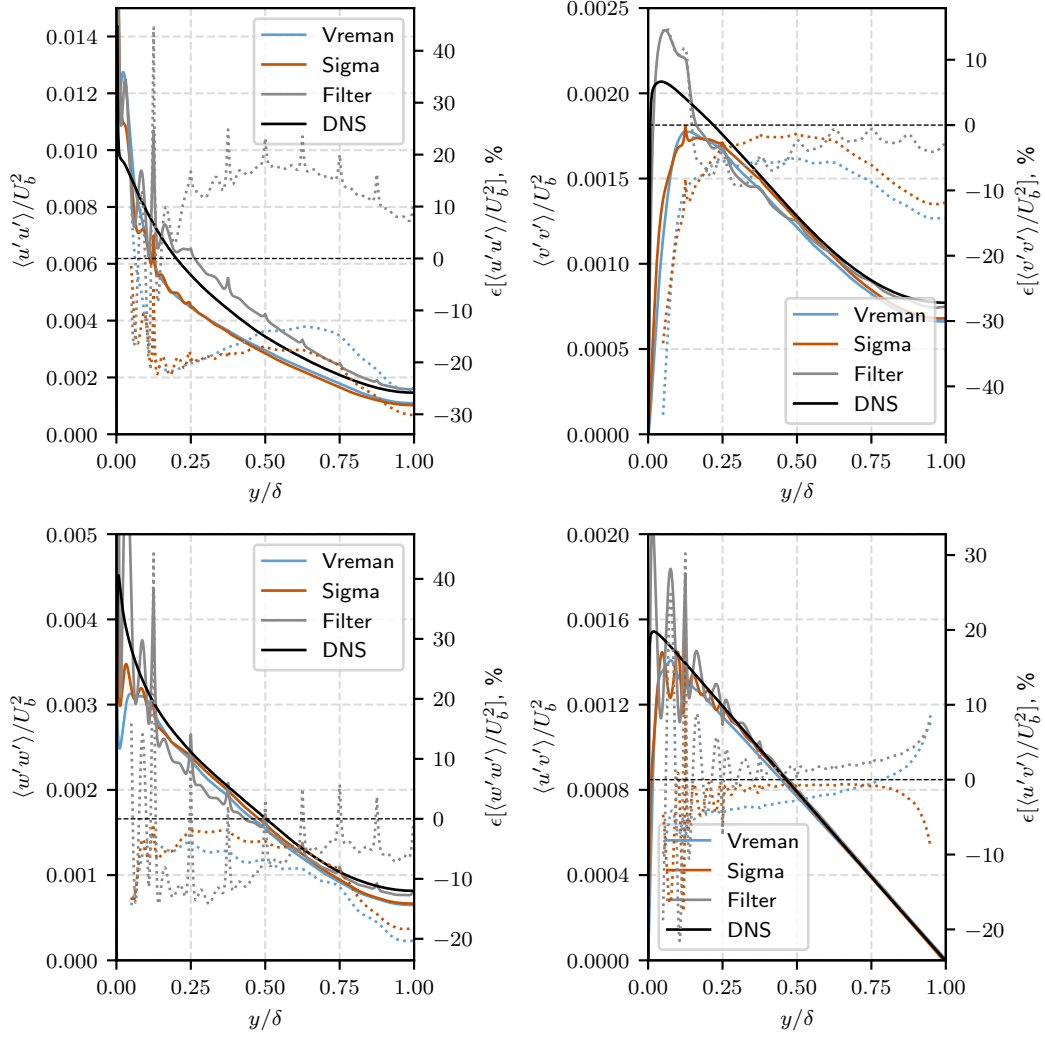 0.014
0.012
0.010
0.008
0.006
0.004
0.002
0.000
⟨u′u′⟩/U_b^2
40
30
20
10
0
−10
−20
−30
ϵ[⟨u′u′⟩/U_b^2], %
Vreman
Sigma
Filter
DNS
0.00 0.25 0.50 0.75 1.00
y/δ
0.0025
0.0020
0.0015
0.0010
0.0005
0.0000
⟨v′v′⟩/U_b^2
10
0
−10
−20
−30
−40
ϵ[⟨v′v′⟩/U_b^2], %
Vreman
Sigma
Filter
DNS
0.00 0.25 0.50 0.75 1.00
y/δ
0.005
0.004
0.003
0.002
0.001
0.000
⟨w′w′⟩/U_b^2
40
30
20
10
0
−10
−20
ϵ[⟨w′w′⟩/U_b^2], %
Vreman
Sigma
Filter
DNS
0.00 0.25 0.50 0.75 1.00
y/δ
0.0020
0.0016
0.0012
0.0008
0.0004
0.0000
⟨u′v′⟩/U_b^2
30
20
10
0
−10
−20
ϵ[⟨u′v′⟩/U_b^2], %
Vreman
Sigma
Filter
DNS
0.00 0.25 0.50 0.75 1.00
y/δ